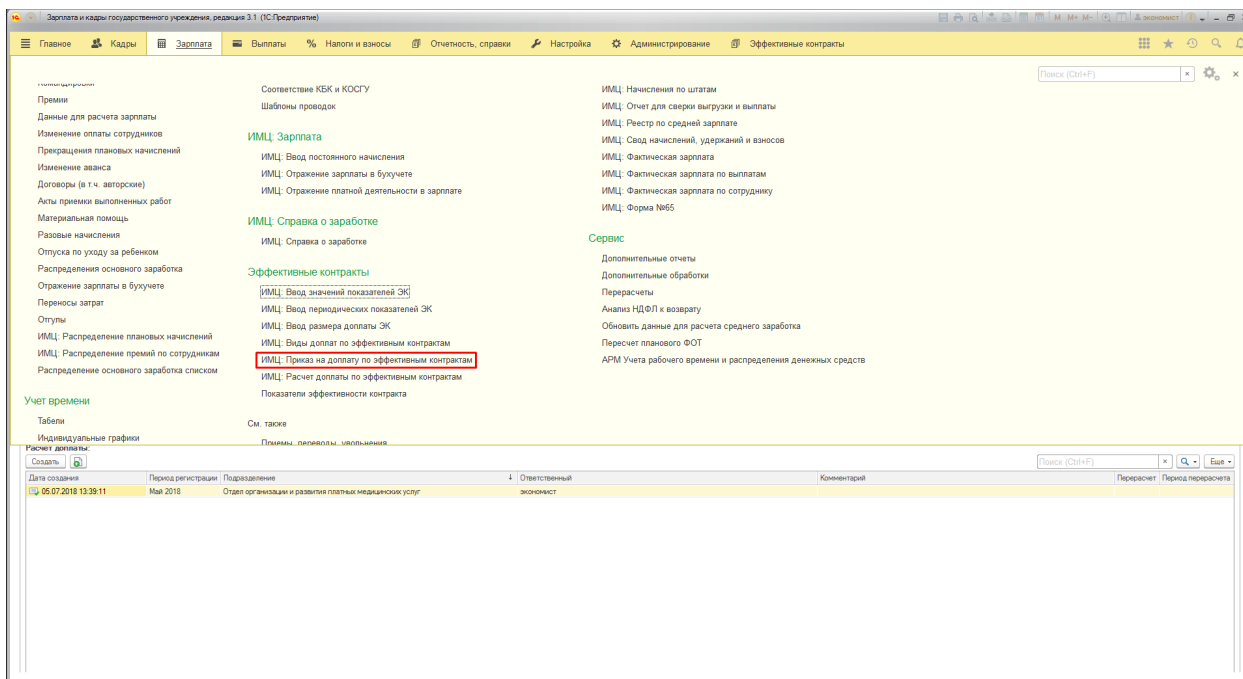 Зарплата и кадры государственного учреждения, редакция 3.1 (1С:Предприятие)
M M+ M-
экономист
Главное Кадры Зарплата Выплаты % Налоги и взносы Отчетность, справки Настройка Администрирование Эффективные контракты
Поиск (Ctrl+F)
Командировки
Премии
Данные для расчета зарплаты
Изменение оплаты сотрудников
Прекращения плановых начислений
Изменение аванса
Договоры (в т.ч. авторские)
Акты приемки выполненных работ
Материальная помощь
Разовые начисления
Отпуска по уходу за ребенком
Распределения основного заработка
Отражение зарплаты в бухучете
Переносы затрат
Отгулы
ИМЦ: Распределение плановых начислений
ИМЦ: Распределение премий по сотрудникам
Распределение основного заработка списком
Учет времени
Табели
Индивидуальные графики
Соответствие КБК и КОСГУ
Шаблоны проводок
ИМЦ: Зарплата
ИМЦ: Ввод постоянного начисления
ИМЦ: Отражение зарплаты в бухучете
ИМЦ: Отражение платной деятельности в зарплате
ИМЦ: Справка о заработке
ИМЦ: Справка о заработке
Эффективные контракты
ИМЦ: Ввод значений показателей ЭК
ИМЦ: Ввод периодических показателей ЭК
ИМЦ: Ввод размера доплаты ЭК
ИМЦ: Виды доплат по эффективным контрактам
ИМЦ: Приказ на доплату по эффективным контрактам
ИМЦ: Расчет доплаты по эффективным контрактам
Показатели эффективности контракта
См. также
Приемы, переводы, увольнения
ИМЦ: Начисления по штатам
ИМЦ: Отчет для сверки выгрузки и выплаты
ИМЦ: Реестр по средней зарплате
ИМЦ: Свод начислений, удержаний и взносов
ИМЦ: Фактическая зарплата
ИМЦ: Фактическая зарплата по выплатам
ИМЦ: Фактическая зарплата по сотруднику
ИМЦ: Форма №65
Сервис
Дополнительные отчеты
Дополнительные обработки
Перерасчеты
Анализ НДФЛ к возврату
Обновить данные для расчета среднего заработка
Пересчет планового ФОТ
АРМ Учета рабочего времени и распределения денежных средств
Расчет доплаты:
Создать Поиск (Ctrl+F) Еще
Дата создания Период регистрации Подразделение Ответственный Комментарий Перерасчет Период перерасчета
05.07.2018 13:39:11 Май 2018 Отдел организации и развития платных медицинских услуг экономист